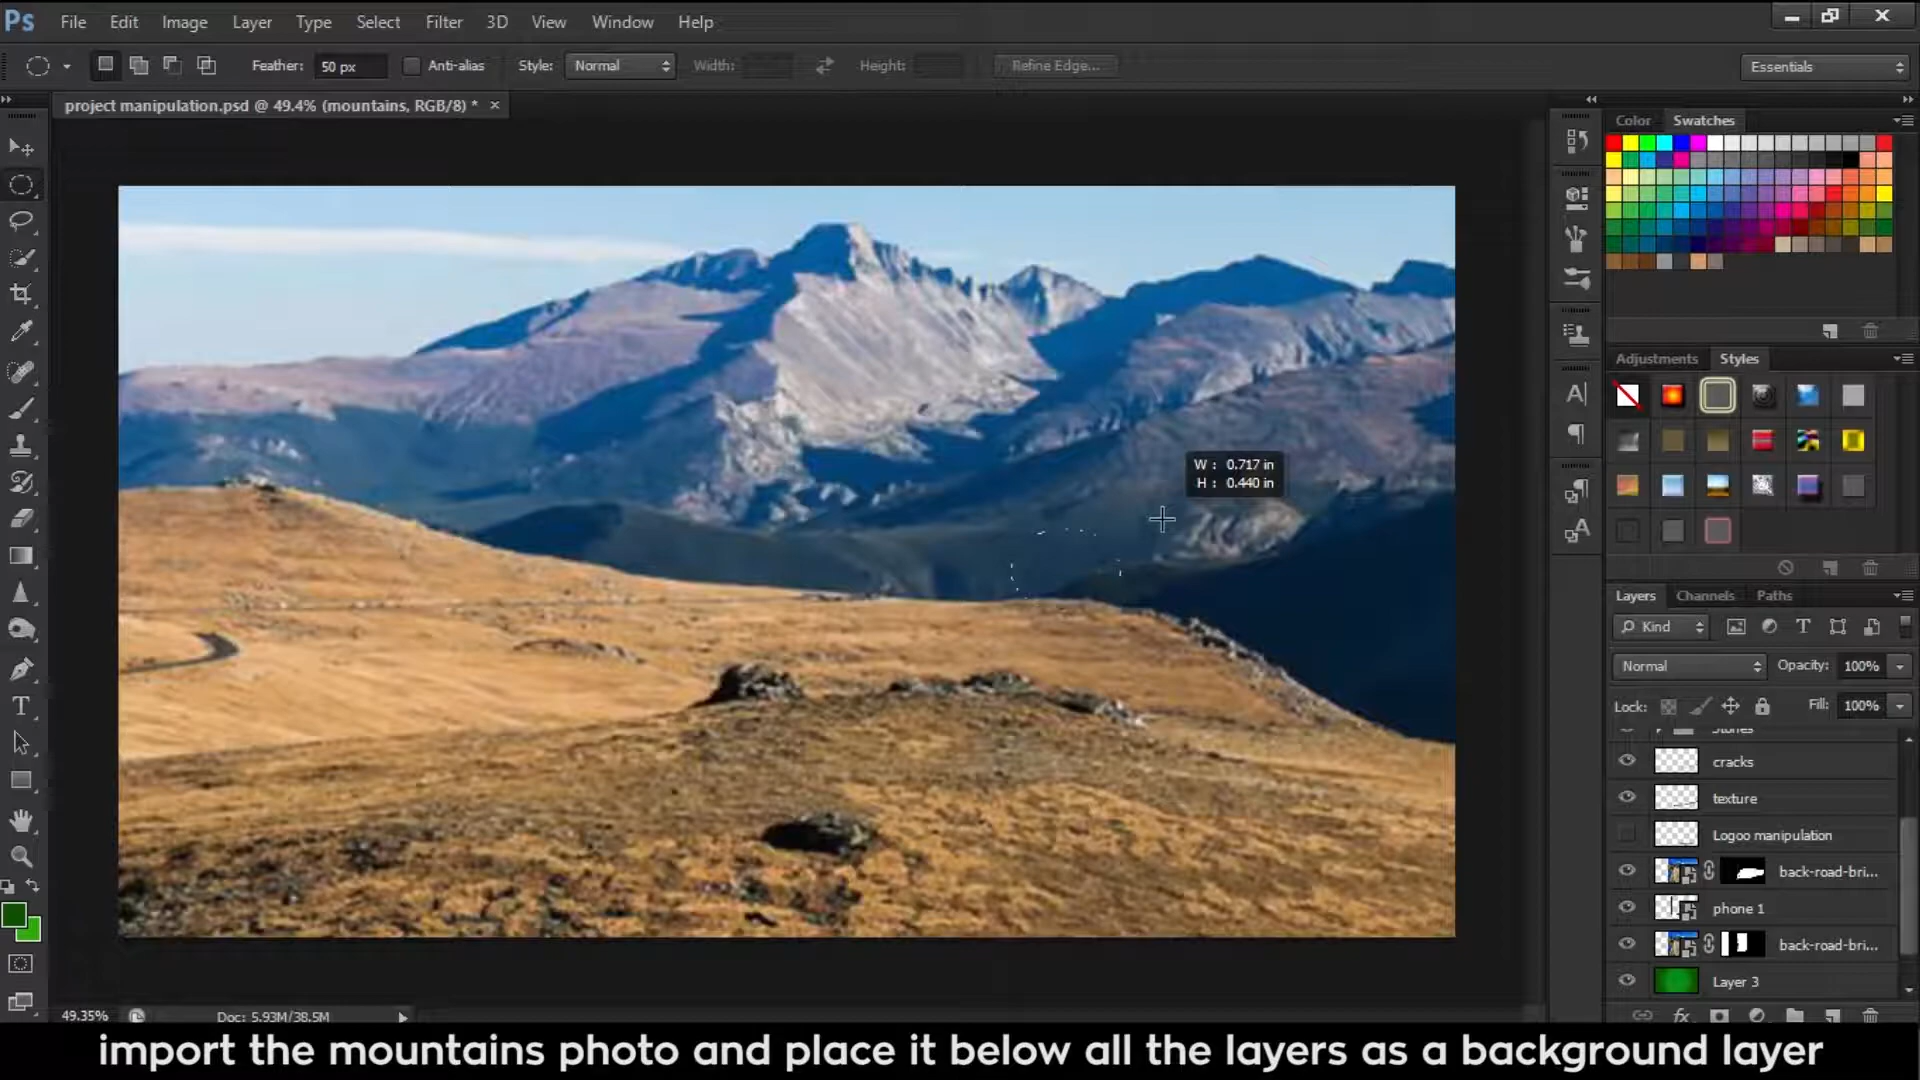 Ps File Edit Image Layer Type Select Filter 3D View Window Help
Feather: 50 px Anti-alias Style: Normal Width: Height: Refine Edge... Essentials
project manipulation.psd @ 49.4% (mountains, RGB/8) * ×
Color Swatches
Adjustments Styles
W : 0.717 in
H : 0.440 in
Layers Channels Paths
Kind
Normal Opacity: 100%
Lock: Fill: 100%
Stones
cracks
texture
Logoo manipulation
back-road-bri...
phone 1
back-road-bri...
Layer 3
49.35% Doc: 5.93M/38.5M
import the mountains photo and place it below all the layers as a background layer